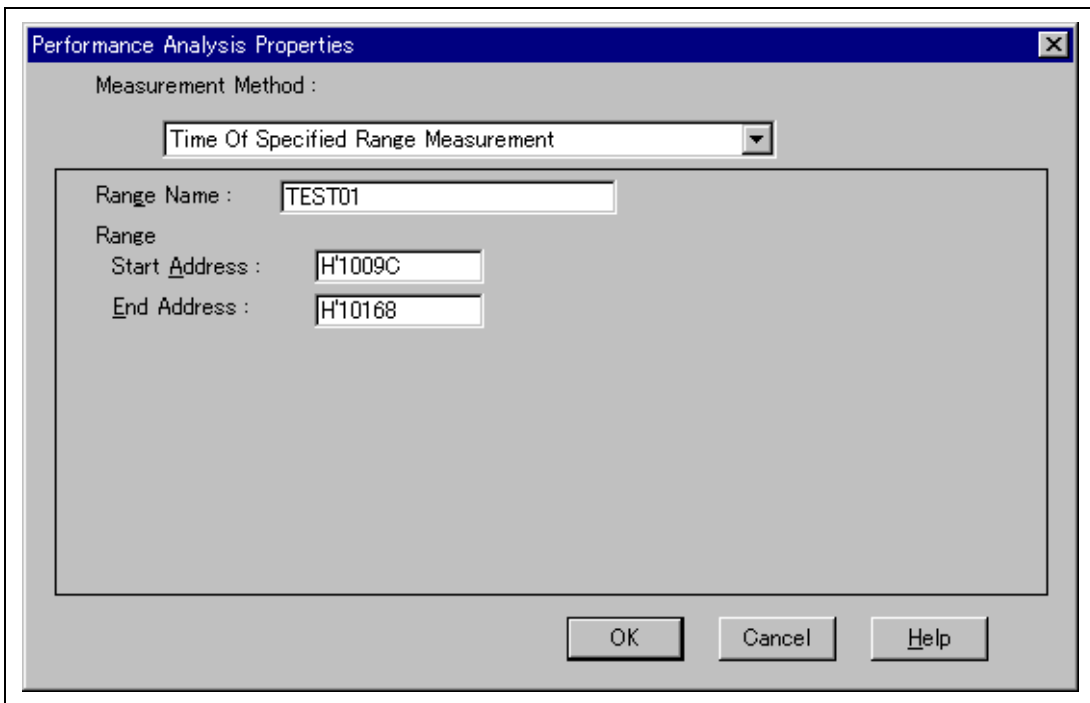 Performance Analysis Properties
Measurement Method :
Time Of Specified Range Measurement
Range Name : TEST01
Range
Start Address : H'1009C
End Address : H'10168
OK Cancel Help